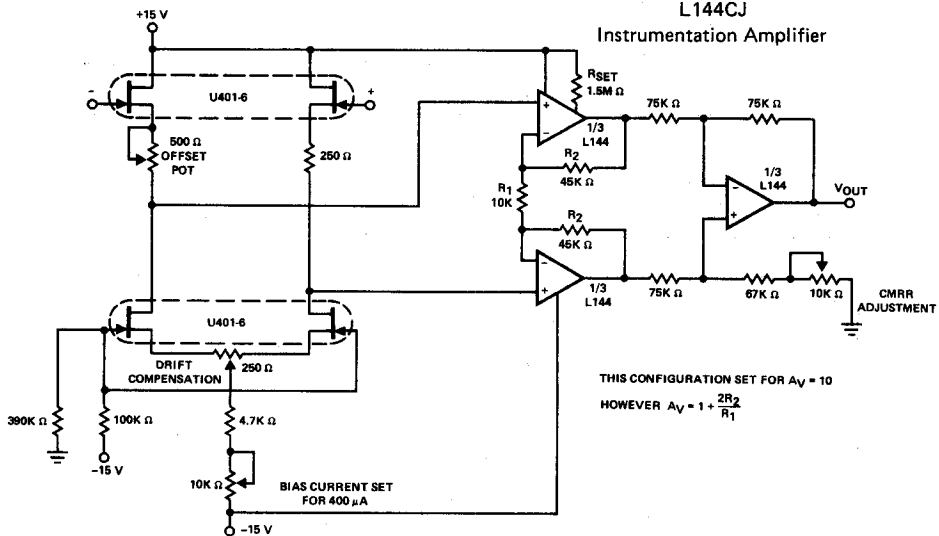 L144CJ
Instrumentation Amplifier
+15 V
-
U401-6
+
500 Ω
OFFSET
POT
250 Ω
RSET
1.5M Ω
+
-
1/3
L144
R2
45K Ω
R1
10K
R2
45K Ω
-
+
1/3
L144
75K Ω
75K Ω
1/3
L144
-
+
VOUT
75K Ω
67K Ω
10K Ω
CMRR
ADJUSTMENT
U401-6
DRIFT
COMPENSATION
250Ω
390K Ω
100K Ω
-15 V
4.7K Ω
10K Ω
BIAS CURRENT SET
FOR 400 μA
-15 V
THIS CONFIGURATION SET FOR AV = 10
HOWEVER AV = 1 + 2R2/R1